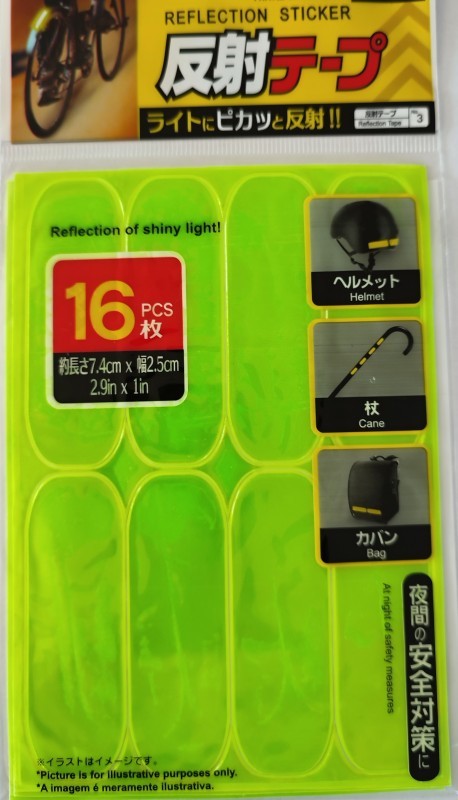 REFLECTION STICKER
反射テープ
ライトにピカッと反射!!
反射テープ
Reflection Tape
No.
3
Reflection of shiny light!
16 PCS
枚
約長さ7.4cm x 幅2.5cm
2.9in x 1in
ヘルメット
Helmet
杖
Cane
カバン
Bag
夜間の安全対策に
At night of safety measures
※イラストはイメージです。
*Picture is for illustrative purposes only.
*A imagem é meramente ilustrativa.